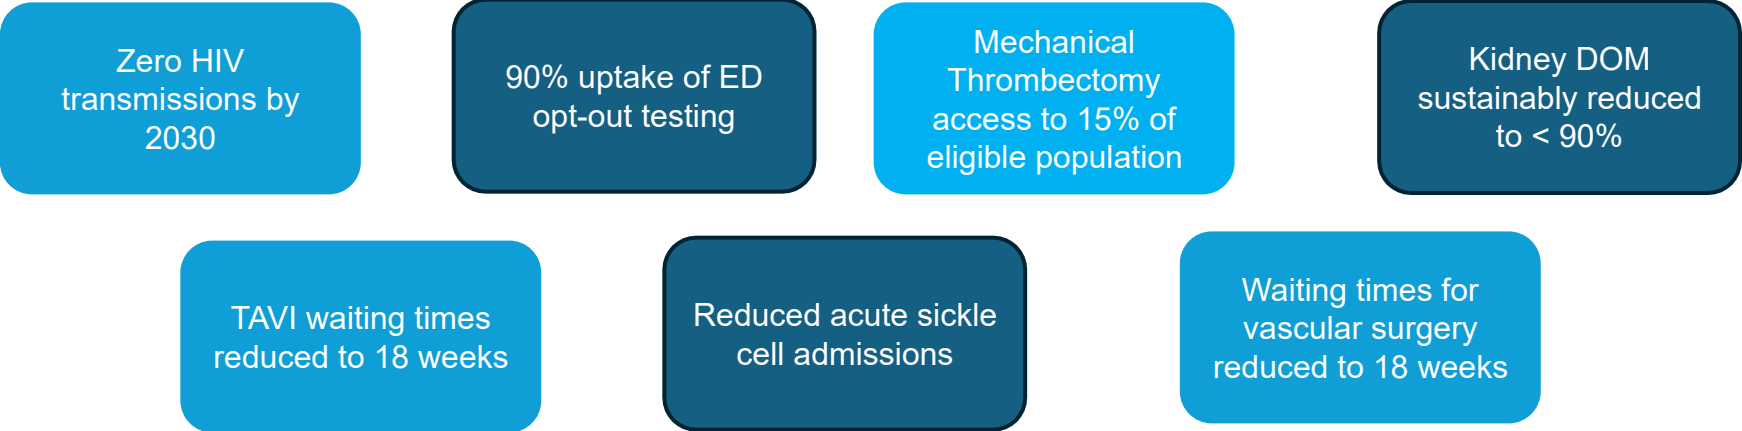 Zero HIV
transmissions by
2030
90% uptake of ED
opt-out testing
Mechanical
Thrombectomy
access to 15% of
eligible population
Kidney DOM
sustainably reduced
to < 90%
TAVI waiting times
reduced to 18 weeks
Reduced acute sickle
cell admissions
Waiting times for
vascular surgery
reduced to 18 weeks